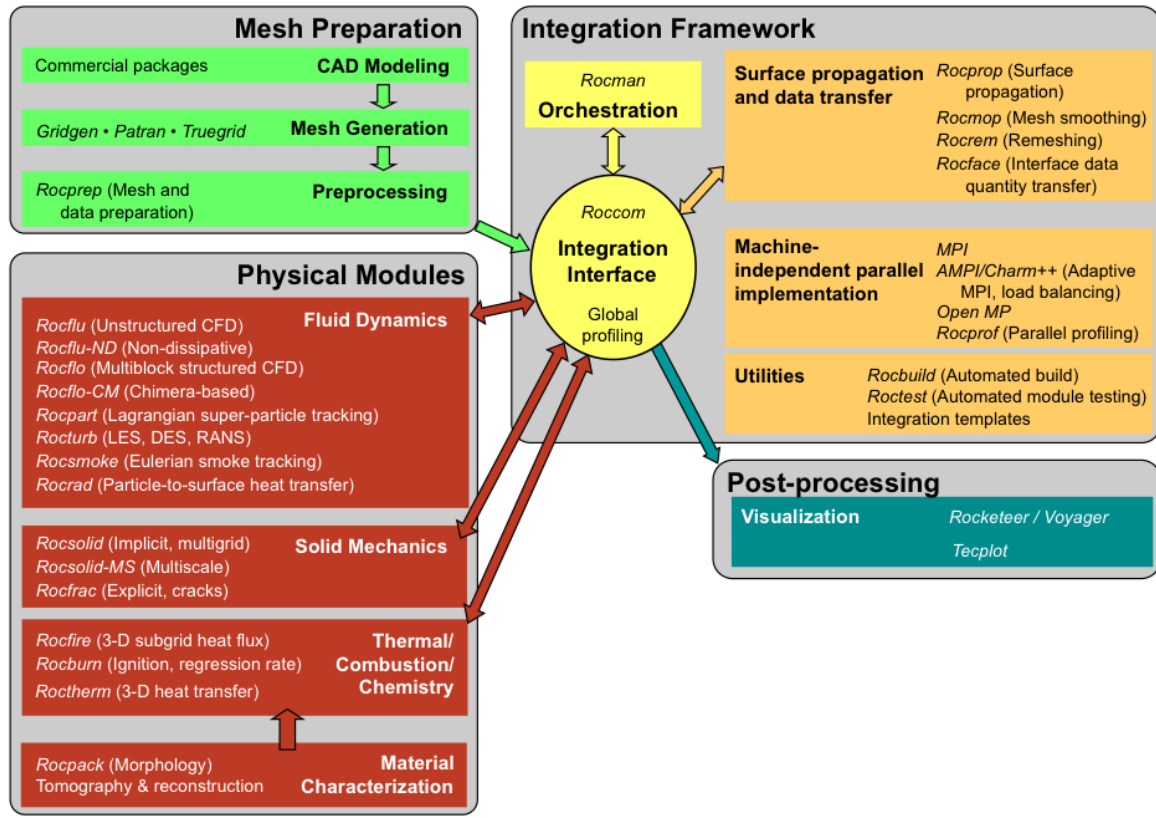 Mesh Preparation
Commercial packages
CAD Modeling
Gridgen • Patran • Truegrid
Mesh Generation
Rocprep (Mesh and
data preparation)
Preprocessing
Integration Framework
Rocman
Orchestration
Roccom
Integration
Interface
Global
profiling
Surface propagation
and data transfer
Rocprop (Surface
propagation)
Rocmop (Mesh smoothing)
Rocrem (Remeshing)
Rocface (Interface data
quantity transfer)
Machine-
independent parallel
implementation
MPI
AMPI/Charm++ (Adaptive
MPI, load balancing)
Open MP
Rocprof (Parallel profiling)
Utilities
Rocbuild (Automated build)
Roctest (Automated module testing)
Integration templates
Physical Modules
Fluid Dynamics
Rocflu (Unstructured CFD)
Rocflu-ND (Non-dissipative)
Rocflo (Multiblock structured CFD)
Rocflo-CM (Chimera-based)
Rocpart (Lagrangian super-particle tracking)
Rocturb (LES, DES, RANS)
Rocsmoke (Eulerian smoke tracking)
Rocrad (Particle-to-surface heat transfer)
Rocsolid (Implicit, multigrid)
Solid Mechanics
Rocsolid-MS (Multiscale)
Rocfrac (Explicit, cracks)
Rocfire (3-D subgrid heat flux)
Rocburn (Ignition, regression rate)
Roctherm (3-D heat transfer)
Thermal/
Combustion/
Chemistry
Rocpack (Morphology)
Tomography & reconstruction
Material
Characterization
Post-processing
Visualization
Rocketeer / Voyager
Tecplot